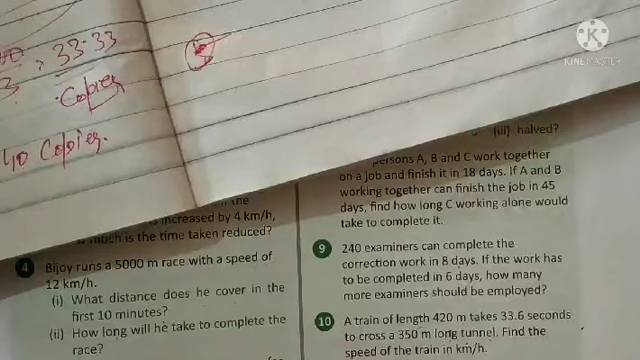 33.33
Copies
40 Copies.
5
K
KINEMASTER
the
increased by 4 km/h,
much is the time taken reduced?
4 Bijoy runs a 5000 m race with a speed of
12 km/h.
(i) What distance does he cover in the
first 10 minutes?
(ii) How long will he take to complete the
race?
(iii) halved?
persons A, B and C work together
on a job and finish it in 18 days. If A and B
working together can finish the job in 45
days, find how long C working alone would
take to complete it.
9 240 examiners can complete the
correction work in 8 days. If the work has
to be completed in 6 days, how many
more examiners should be employed?
10 A train of length 420 m takes 33.6 seconds
to cross a 350 m long tunnel. Find the
speed of the train in km/h.